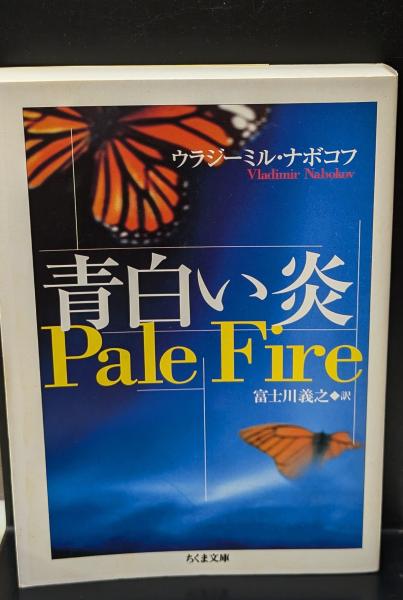 ウラジーミル・ナボコフ
Vladimir Nabokov
青白い炎
Pale Fire
富士川義之◆訳
ちくま文庫